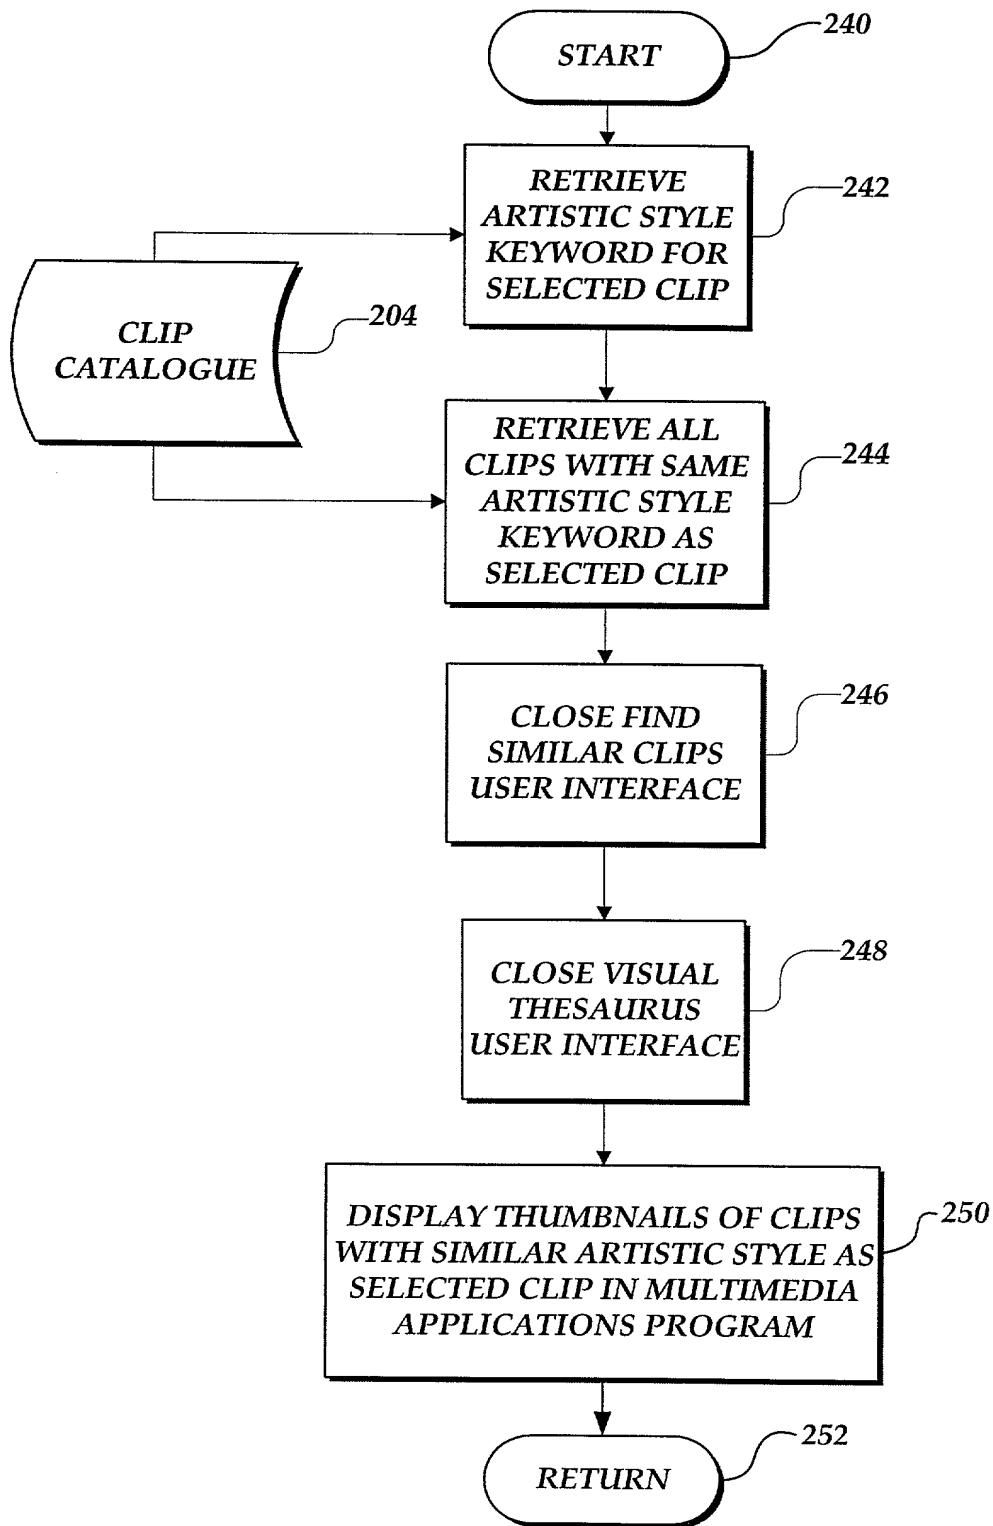 START
240
RETRIEVE
ARTISTIC STYLE
KEYWORD FOR
SELECTED CLIP
242
CLIP
CATALOGUE
204
RETRIEVE ALL
CLIPS WITH SAME
ARTISTIC STYLE
KEYWORD AS
SELECTED CLIP
244
CLOSE FIND
SIMILAR CLIPS
USER INTERFACE
246
CLOSE VISUAL
THESAURUS
USER INTERFACE
248
DISPLAY THUMBNAILS OF CLIPS
WITH SIMILAR ARTISTIC STYLE AS
SELECTED CLIP IN MULTIMEDIA
APPLICATIONS PROGRAM
250
RETURN
252